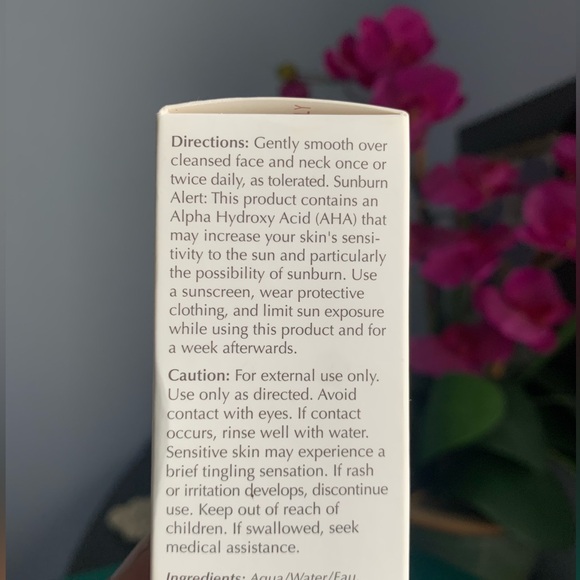 LY
Directions: Gently smooth over
cleansed face and neck once or
twice daily, as tolerated. Sunburn
Alert: This product contains an
Alpha Hydroxy Acid (AHA) that
may increase your skin's sensi-
tivity to the sun and particularly
the possibility of sunburn. Use
a sunscreen, wear protective
clothing, and limit sun exposure
while using this product and for
a week afterwards.
Caution: For external use only.
Use only as directed. Avoid
contact with eyes. If contact
occurs, rinse well with water.
Sensitive skin may experience a
brief tingling sensation. If rash
or irritation develops, discontinue
use. Keep out of reach of
children. If swallowed, seek
medical assistance.
Ingredients: Aqua/Water/Eau